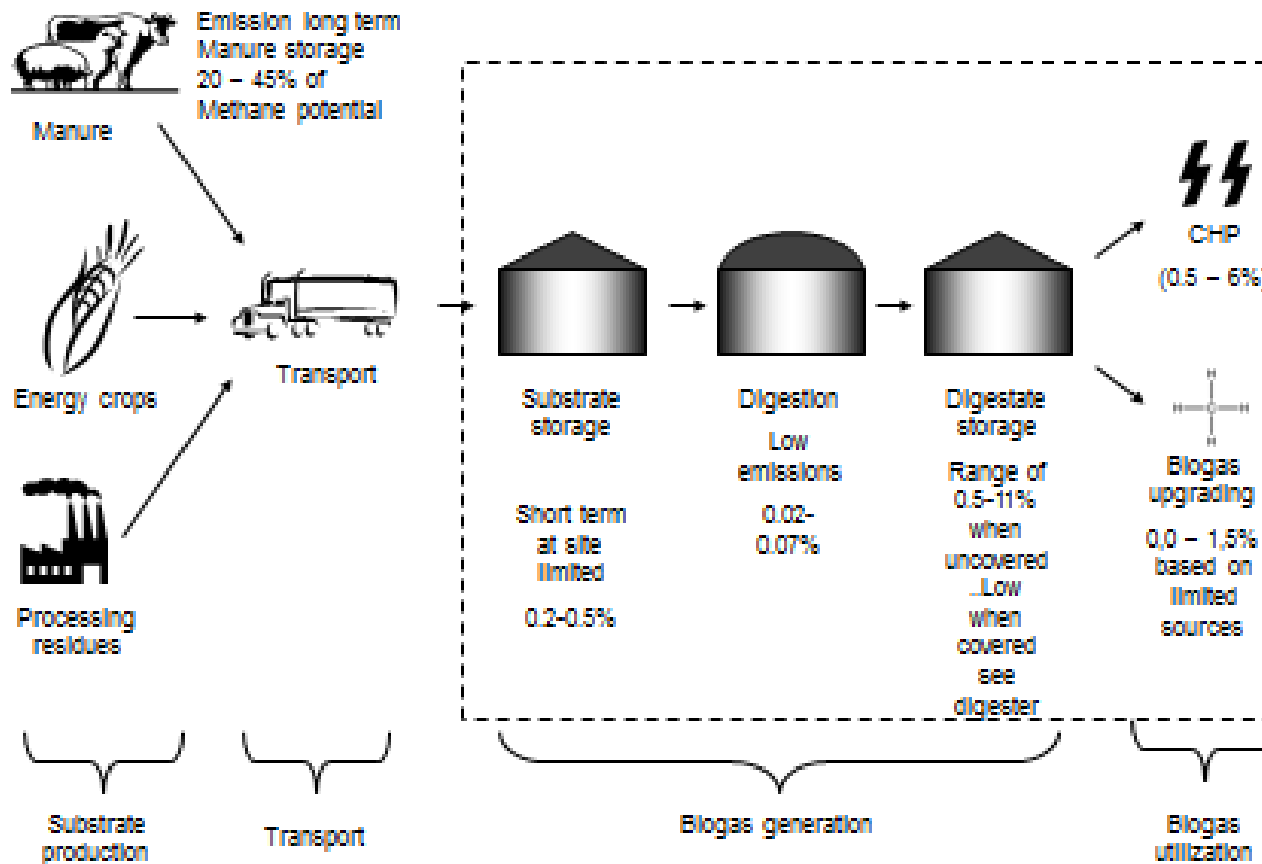 Emission long term
Manure storage
20 – 45% of
Methane potential
Manure
Energy crops
Processing
residues
Transport
Substrate
storage
Short term
at site
limited
0.2-0.5%
Digestion
Low
emissions
0.02-
0.07%
Digestate
storage
Range of
0.5-11%
when
uncovered
..Low
when
covered
see
digester
CHP
(0.5 – 6%)
H
H C H
H
Biogas
upgrading
0,0 – 1,5%
based on
limited
sources
Substrate
production
Transport
Biogas generation
Biogas
utilization